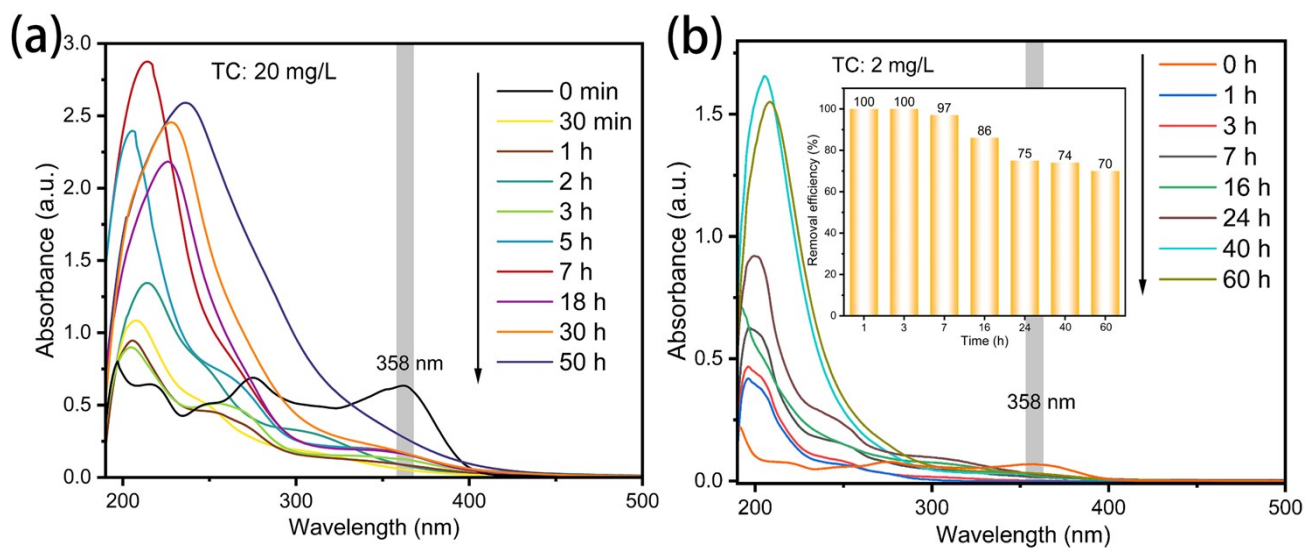 (a)
TC: 20 mg/L
3.0
2.5
2.0
1.5
1.0
0.5
0.0
Absorbance (a.u.)
200
300
400
500
Wavelength (nm)
358 nm
0 min
30 min
1 h
2 h
3 h
5 h
7 h
18 h
30 h
50 h
(b)
TC: 2 mg/L
1.5
1.0
0.5
0.0
Absorbance (a.u.)
200
300
400
500
Wavelength (nm)
358 nm
0 h
1 h
3 h
7 h
16 h
24 h
40 h
60 h
100
80
60
40
20
0
Removal efficiency (%)
100
100
97
86
75
74
70
1
3
7
16
24
40
60
Time (h)